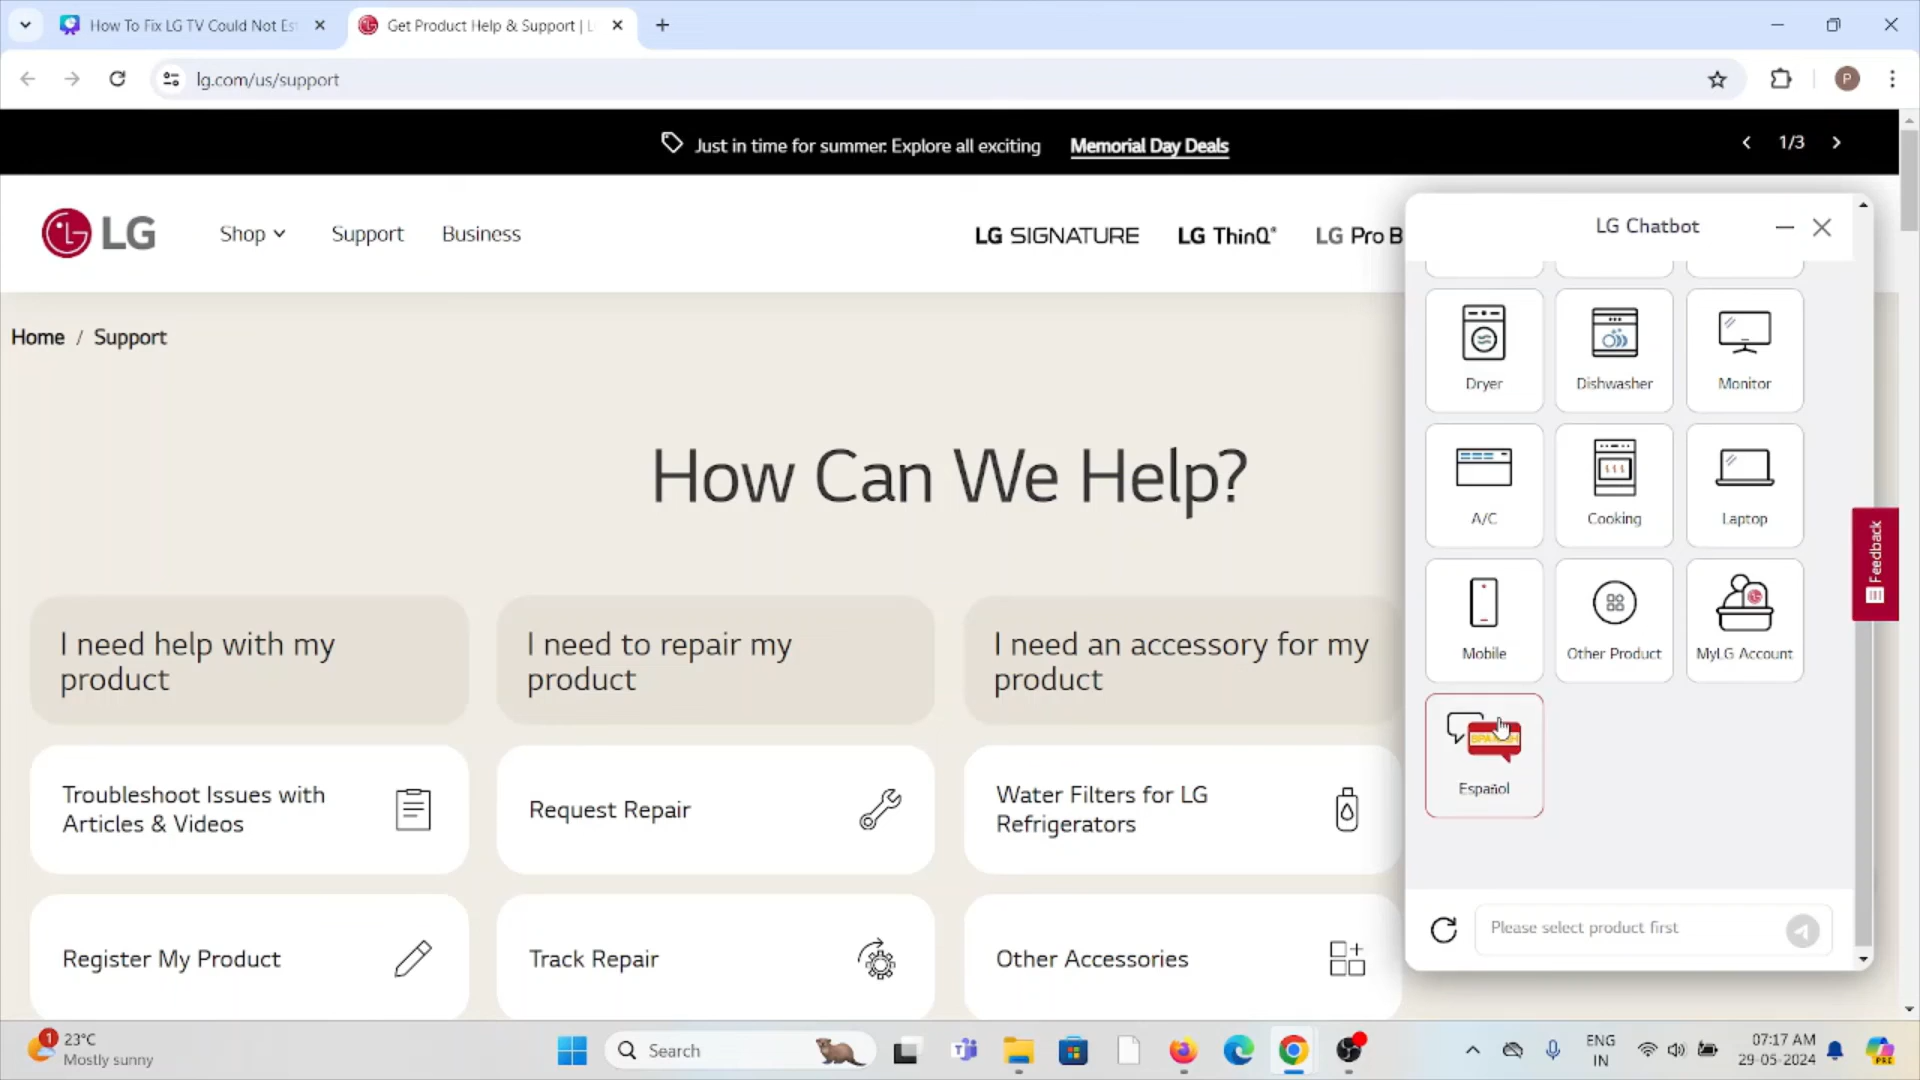 How To Fix LG TV Could Not Es
Get Product Help & Support | L
lg.com/us/support
P
Just in time for summer: Explore all exciting Memorial Day Deals
1/3
LG
Shop
Support
Business
LG SIGNATURE
LG ThinQ®
LG Pro B
Home / Support
How Can We Help?
I need help with my
product
I need to repair my
product
I need an accessory for my
product
Troubleshoot Issues with
Articles & Videos
Request Repair
Water Filters for LG
Refrigerators
Register My Product
Track Repair
Other Accessories
LG Chatbot
Dryer
Dishwasher
Monitor
A/C
Cooking
Laptop
Mobile
Other Product
MyLG Account
Español
Please select product first
Feedback
1
23°C
Mostly sunny
Search
ENG
IN
07:17 AM
29-05-2024
PRE